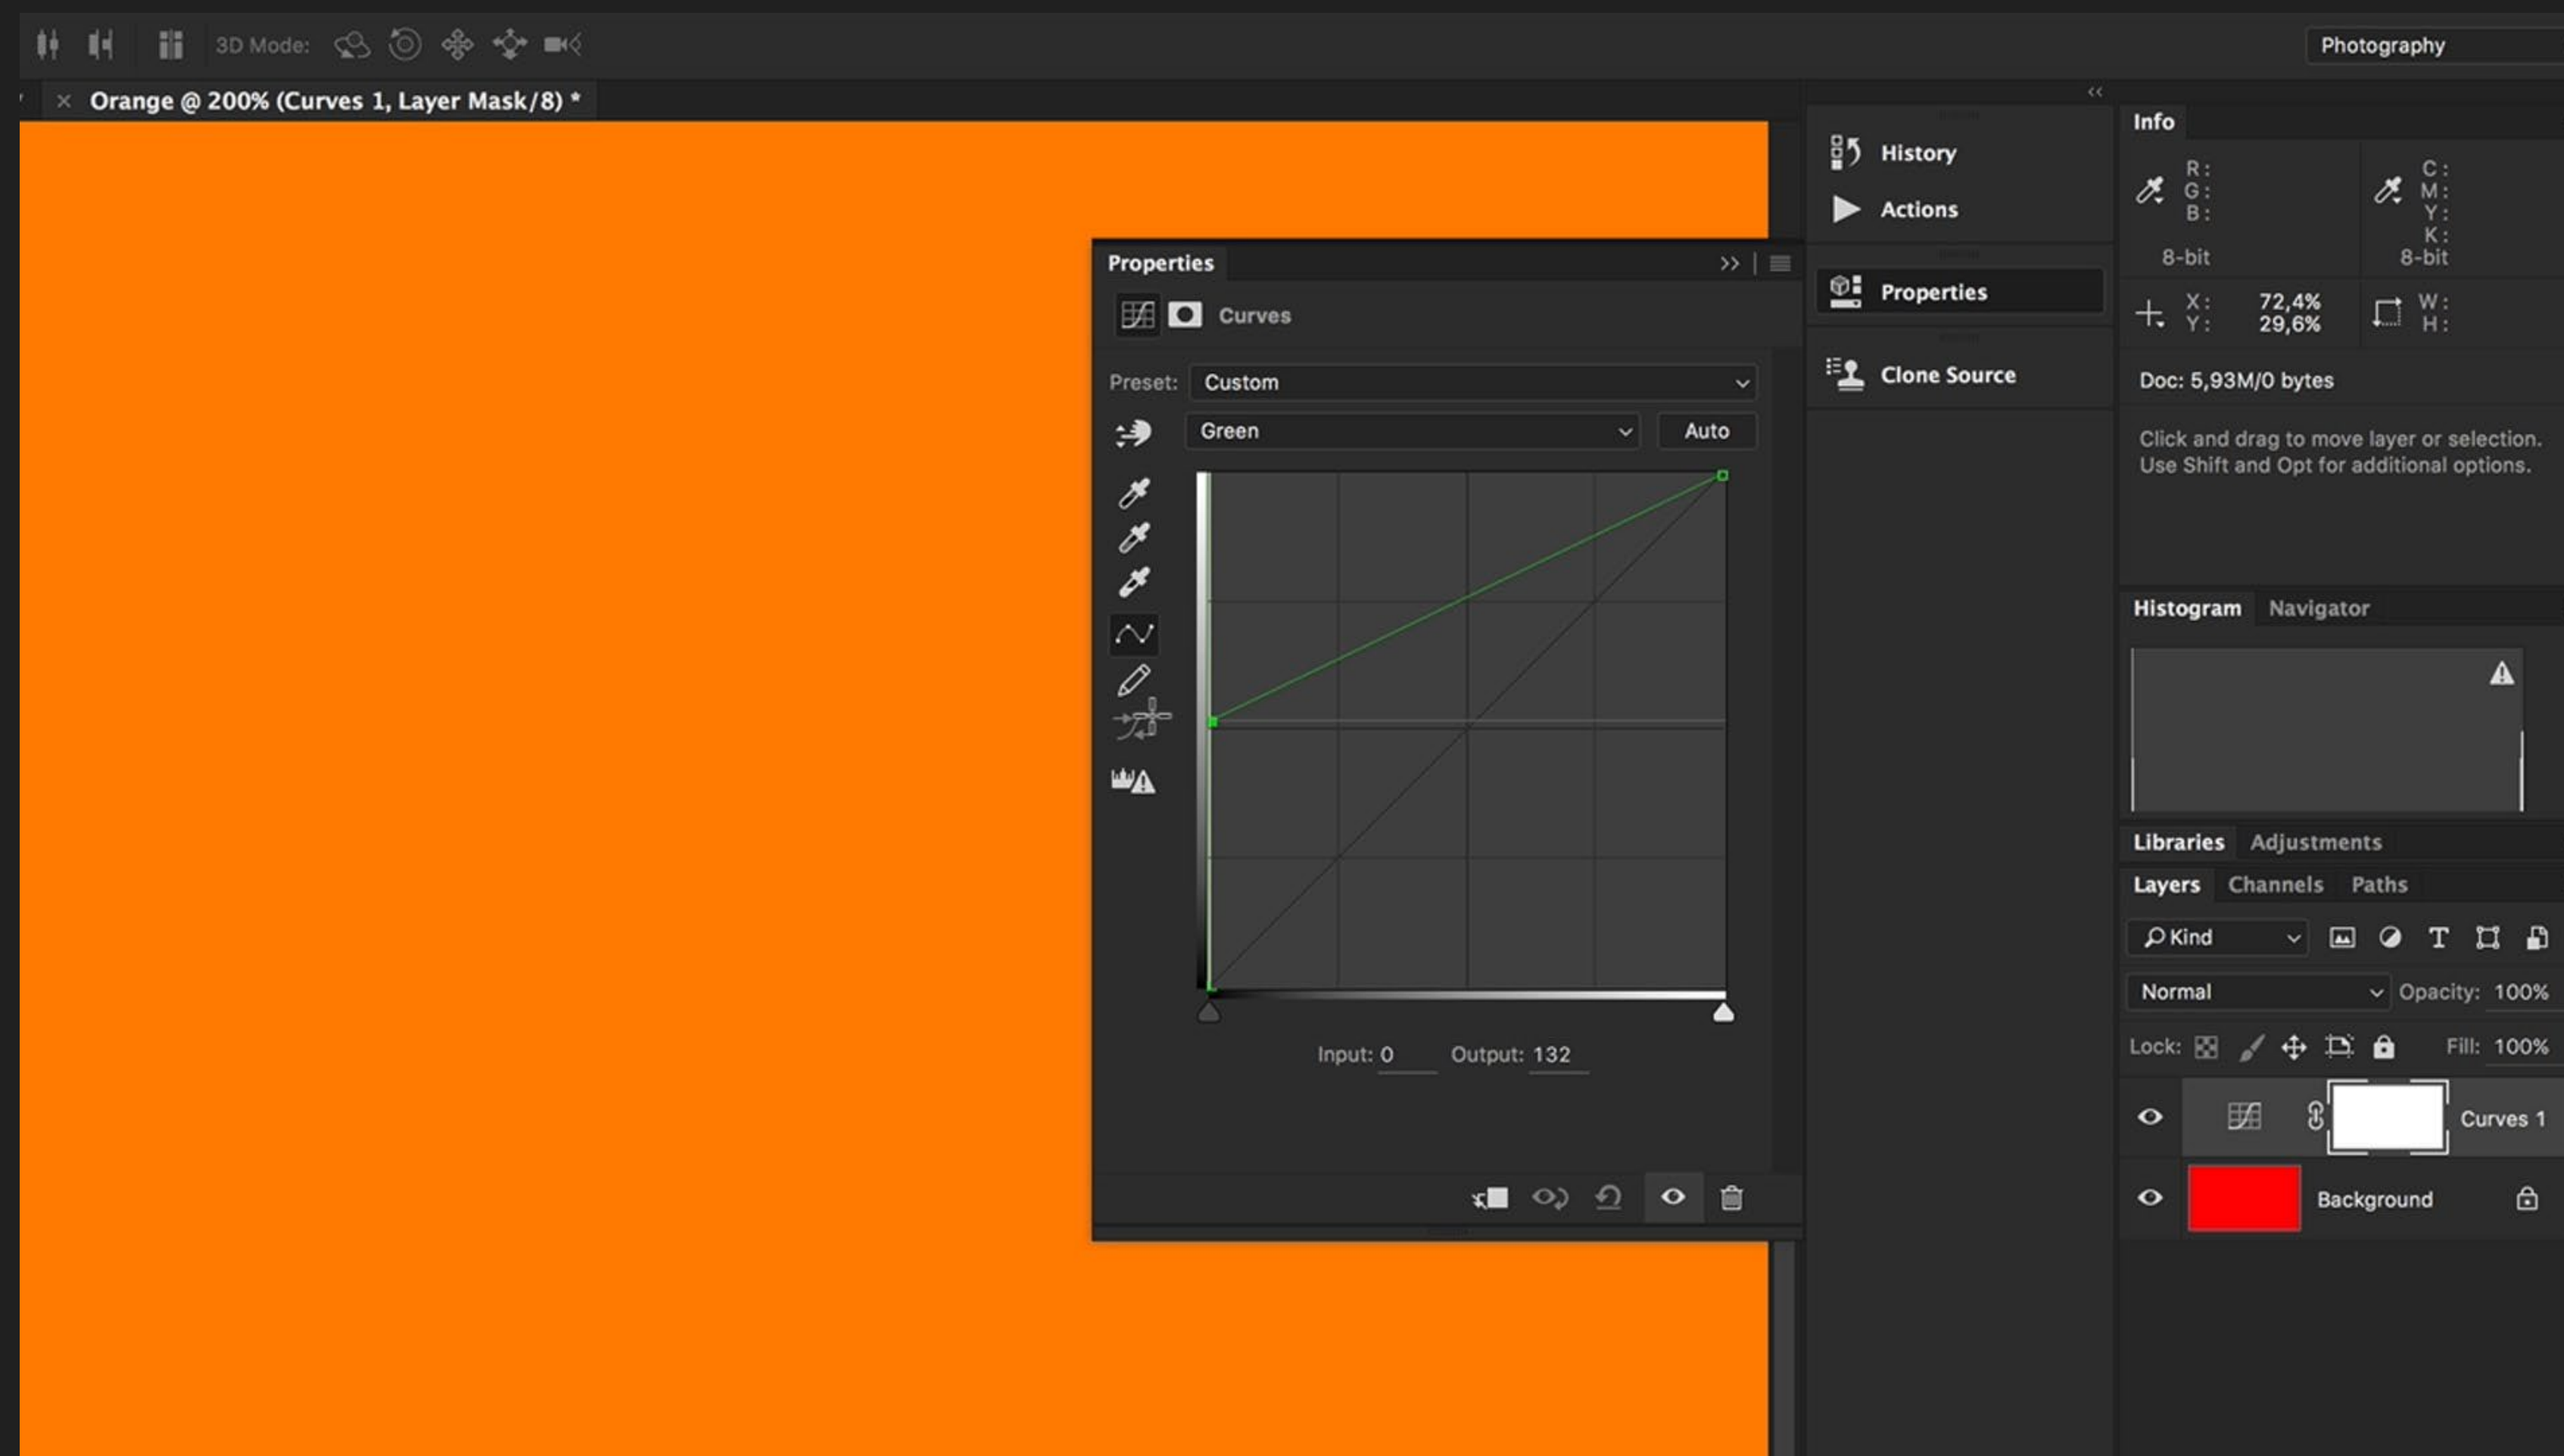 3D Mode:
Photography
Orange @ 200% (Curves 1, Layer Mask/8) *
Properties
Curves
Preset: Custom
Green
Auto
Input: 0 Output: 132
History
Actions
Properties
Clone Source
Info
R:
G:
B:
8-bit
C:
M:
Y:
K:
8-bit
X: 72,4%
Y: 29,6%
W:
H:
Doc: 5,93M/0 bytes
Click and drag to move layer or selection.
Use Shift and Opt for additional options.
Histogram Navigator
Libraries Adjustments
Layers Channels Paths
Kind
Normal Opacity: 100%
Lock: Fill: 100%
Curves 1
Background